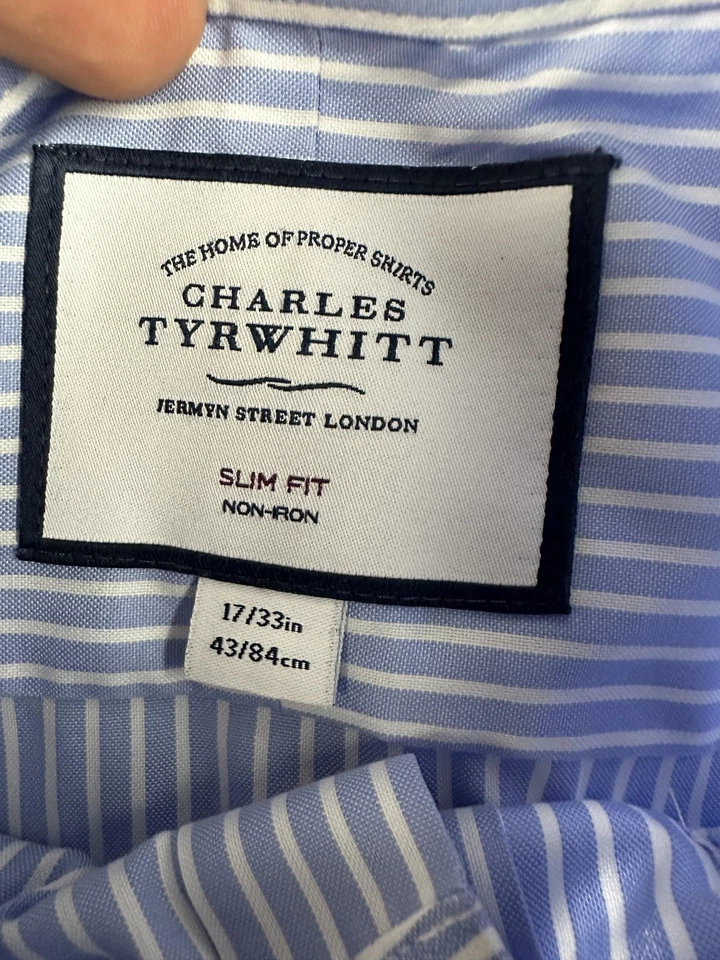 THE HOME OF PROPER SHIRTS
CHARLES
TYRWHITT
JERMYN STREET LONDON
SLIM FIT
NON-IRON
17/33in
43/84cm